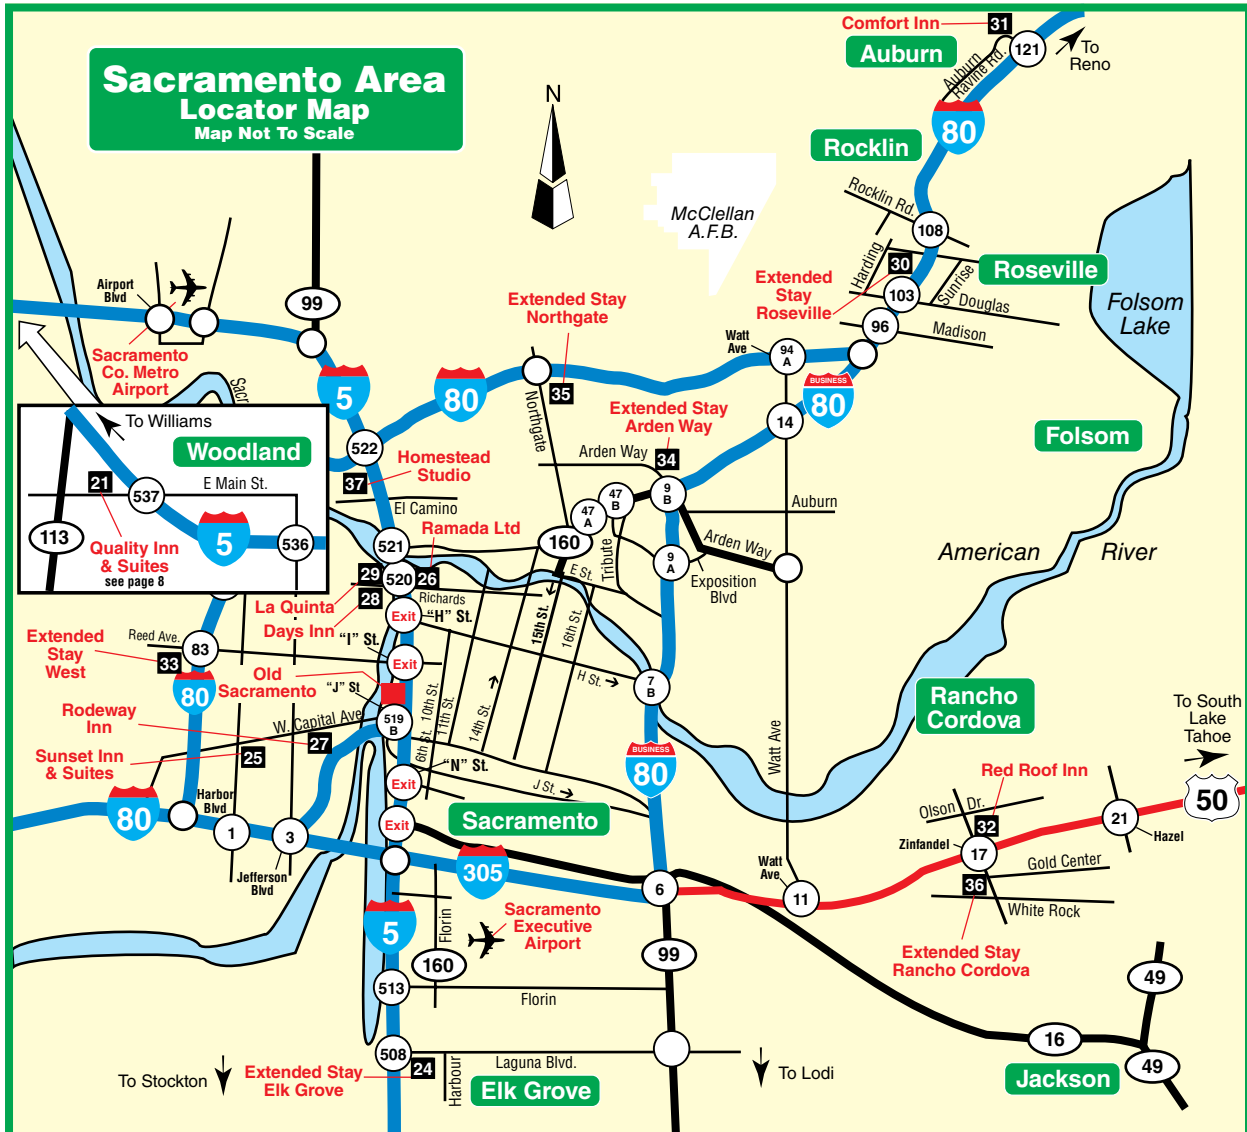 Sacramento Area
Locator Map
Map Not To Scale
N
Comfort Inn
31
Auburn
121
To
Reno
Auburn
Ravine Rd.
80
Rocklin
McClellan
A.F.B.
Rocklin Rd.
108
Harding
30
Sunrise
Roseville
Extended
Stay
Roseville
103
Douglas
96
Madison
Folsom
Lake
Airport
Blvd
99
Sacramento
Co. Metro
Airport
5
80
Extended Stay
Northgate
35
Northgate
Watt
Ave
94
A
BUSINESS
80
14
Extended Stay
Arden Way
34
Arden Way
Folsom
522
Homestead
Studio
37
El Camino
To Williams
Woodland
21
E Main St.
537
5
113
536
Quality Inn
& Suites
see page 8
47
A
47
B
9
B
Auburn
Arden Way
160
Tribute
9
A
Exposition
Blvd
American
River
521
Ramada Ltd
29
520
26
Richards
La Quinta
28
Days Inn
Exit
"H" St.
E St.
15th St.
16th St.
"I" St.
Exit
Extended
Stay
West
Reed Ave.
33
83
80
Old
Sacramento
"J" St
519
B
10th St.
11th St.
14th St.
6th St.
H St.
7
B
Rancho
Cordova
To South
Lake
Tahoe
Rodeway
Inn
W. Capital Ave
27
25
Sunset Inn
& Suites
"N" St.
Exit
J St.
BUSINESS
80
Watt Ave
Red Roof Inn
Olson Dr.
32
50
21
Hazel
80
Harbor
Blvd
1
3
Jefferson
Blvd
Exit
Sacramento
305
6
Watt
Ave
11
Zinfandel
17
Gold Center
36
White Rock
Extended Stay
Rancho Cordova
5
Florin
160
Sacramento
Executive
Airport
99
513
Florin
49
16
49
Jackson
508
24
Laguna Blvd.
Harbour
Elk Grove
To Stockton
Extended Stay
Elk Grove
To Lodi